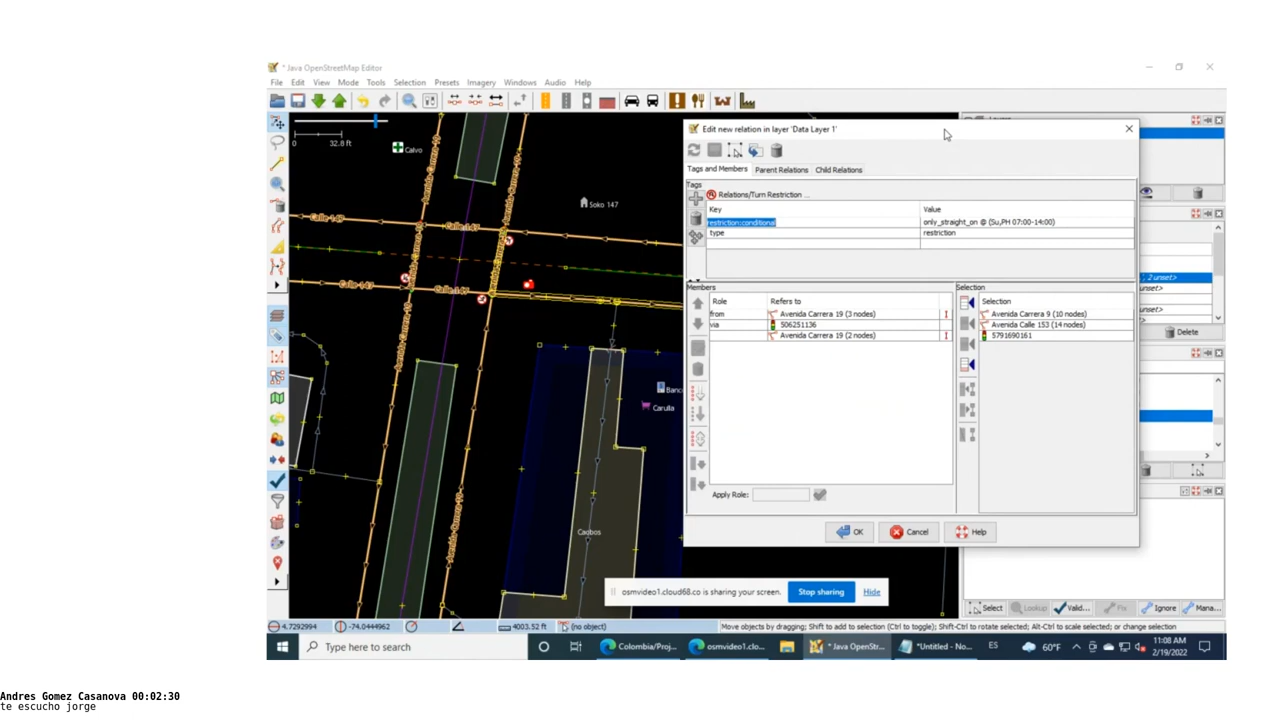 * Java OpenStreetMap Editor
File Edit View Mode Tools Selection Presets Imagery Windows Audio Help
0 32.8 ft
Calvo
Soko 147
Calle 147
Calle 147
Calle 147
Calle 147
Banco
Carulla
Caobos
Edit new relation in layer 'Data Layer 1'
Tags and Members Parent Relations Child Relations
Tags
Relations/Turn Restriction ...
Key Value
restriction:conditional only_straight_on @ (Su,PH 07:00-14:00)
type restriction
Members Selection
Role Refers to Selection
from Avenida Carrera 19 (3 nodes) Avenida Carrera 9 (10 nodes)
via 506251136 Avenida Calle 153 (14 nodes)
Avenida Carrera 19 (2 nodes) 5791690161
Apply Role:
OK Cancel Help
, 2 unset>
nset>
Delete
osmvideo1.cloud68.co is sharing your screen. Stop sharing Hide
Select Lookup Valid... Fix Ignore Mana...
4.7292994 -74.0444962 4003.52 ft (no object) Move objects by dragging; Shift to add to selection (Ctrl to toggle); Shift-Ctrl to rotate selected; Alt-Ctrl to scale selected; or change selection
Type here to search Colombia/Proj... osmvideo1.clo... * Java OpenStr... *Untitled - No... ES 60°F 11:08 AM
2/19/2022
Andres Gomez Casanova 00:02:30
te escucho jorge